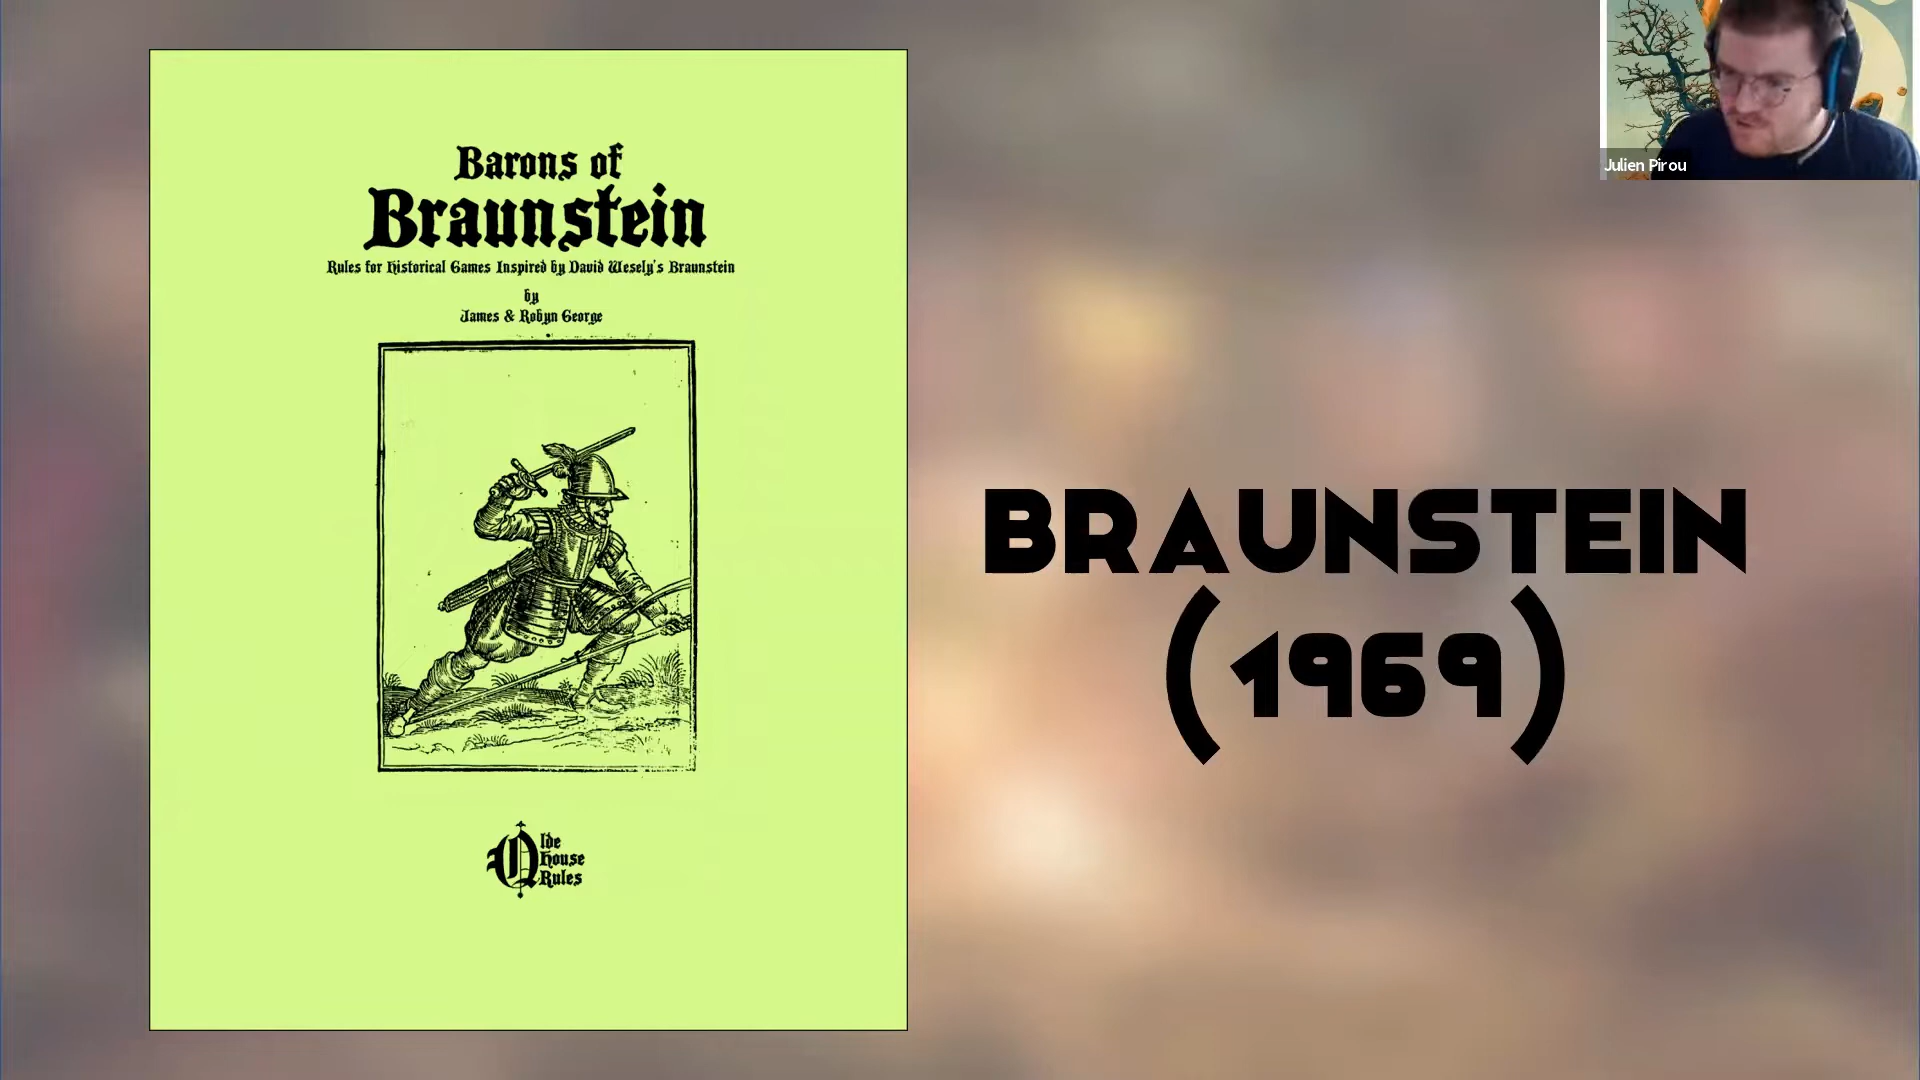 Barons of
Braunstein
Rules for Historical Games Inspired by David Wesely's Braunstein
by
James & Robyn George
Olde
House
Rules
BRAUNSTEIN
(1969)
Julien Pirou